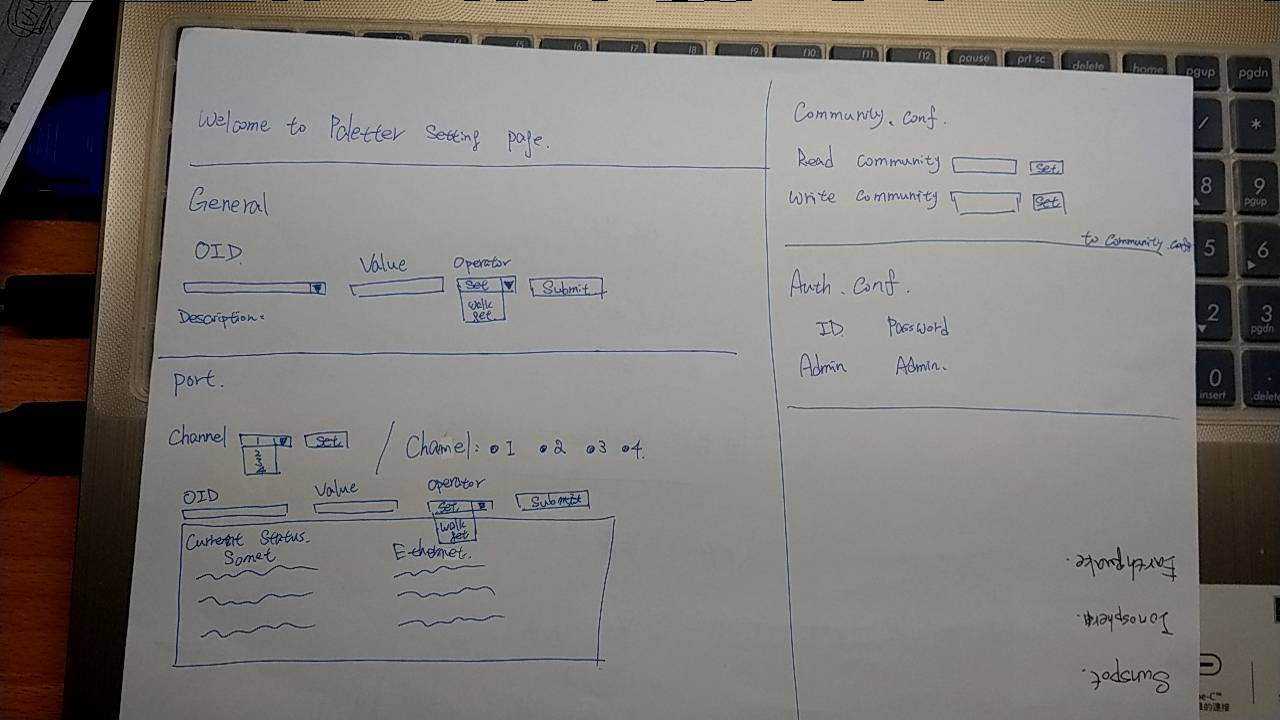 Welcome to Paletter Setting page.
General
OID.
Value
Operator
Set
Submit
walk
get
Description:
port.
Channel
1
Set
2
3
4
/ Channel: • 1 • 2 • 3 • 4.
OID
Value
Operator
Set
Submit
walk
get
Current Status.
Sonet
Ethernet.
Community. conf.
Read Community
Set
Write Community
Set
to Community.conf
Auth. conf.
ID Password
Admin Admin.
Sunspot.
Ionosphere.
Earthquake.
f5
f6
f7
f8
f9
f10
f11
f12
pause
prt sc
delete
home
pgup
pgdn
/
*
8
9
pgup
5
6
2
3
pgdn
0
insert
.
delete